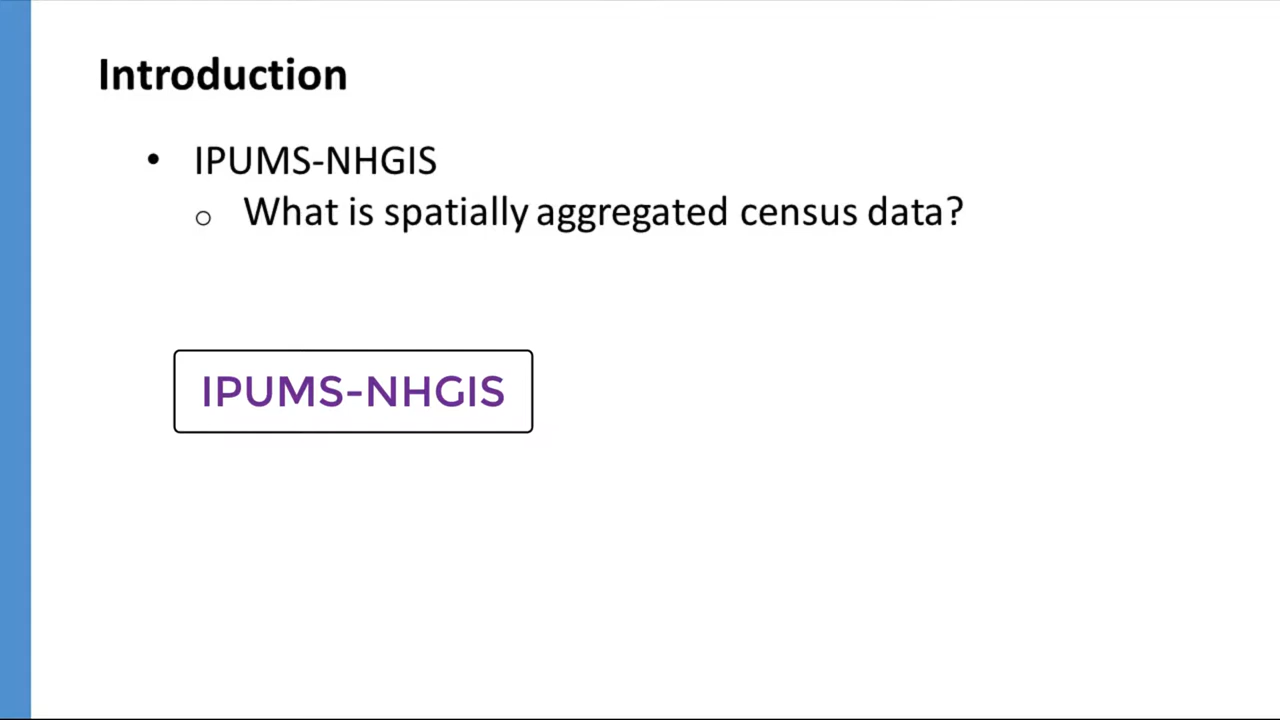 Introduction
• IPUMS-NHGIS
o What is spatially aggregated census data?
IPUMS-NHGIS